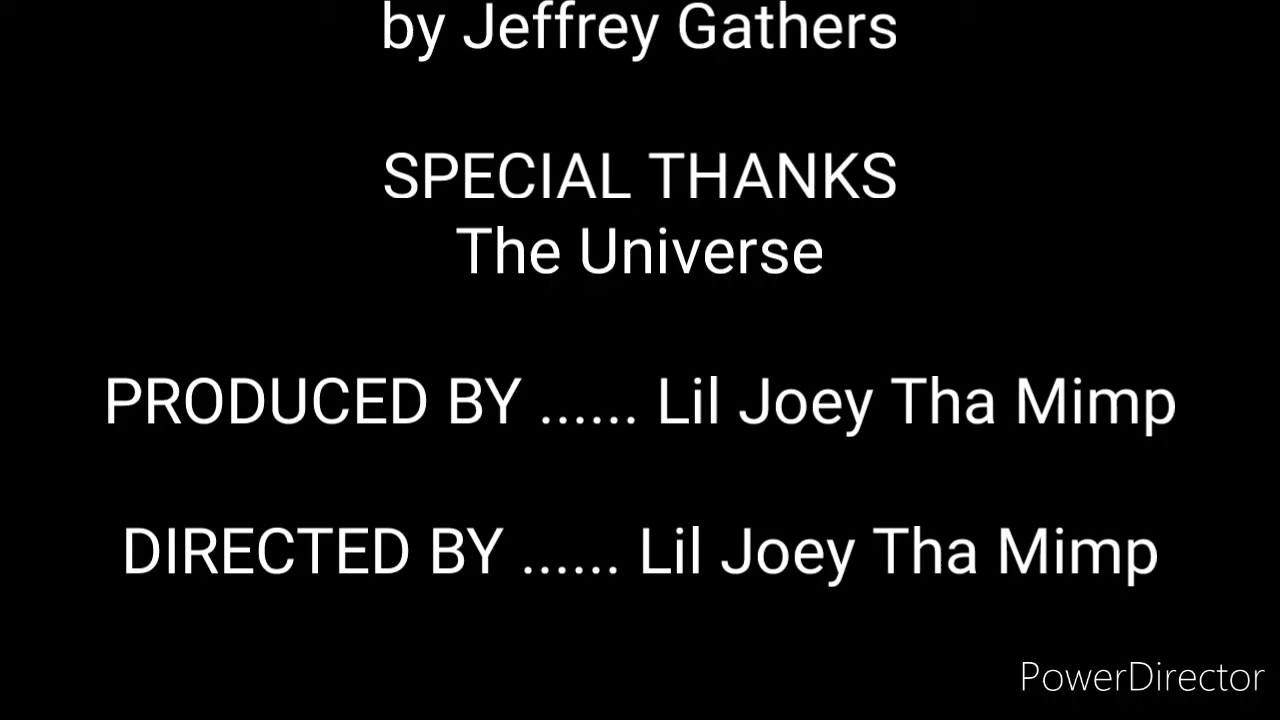 by Jeffrey Gathers
SPECIAL THANKS
The Universe
PRODUCED BY ...... Lil Joey Tha Mimp
DIRECTED BY ...... Lil Joey Tha Mimp
PowerDirector